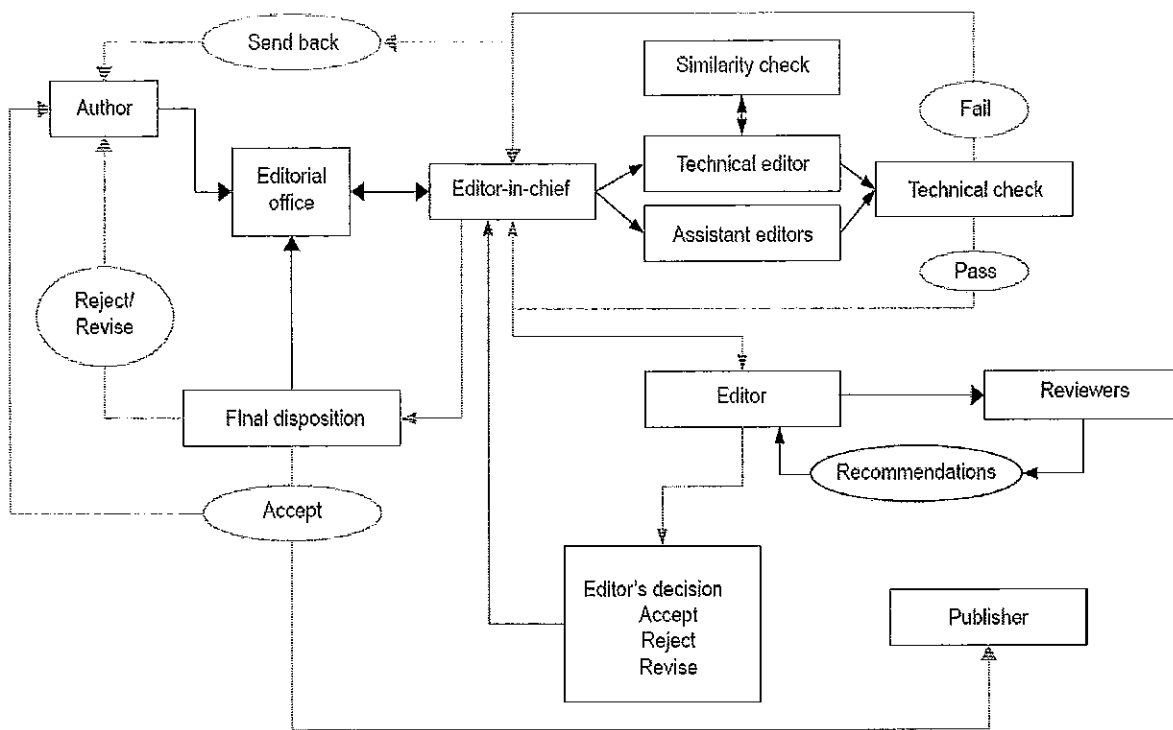 Send back
Similarity check
Author
Fail
Editorial
office
Editor-in-chief
Technical editor
Technical check
Assistant editors
Pass
Reject/
Revise
Editor
Reviewers
FInal disposition
Recommendations
Accept
Editor's decision
Accept
Reject
Revise
Publisher